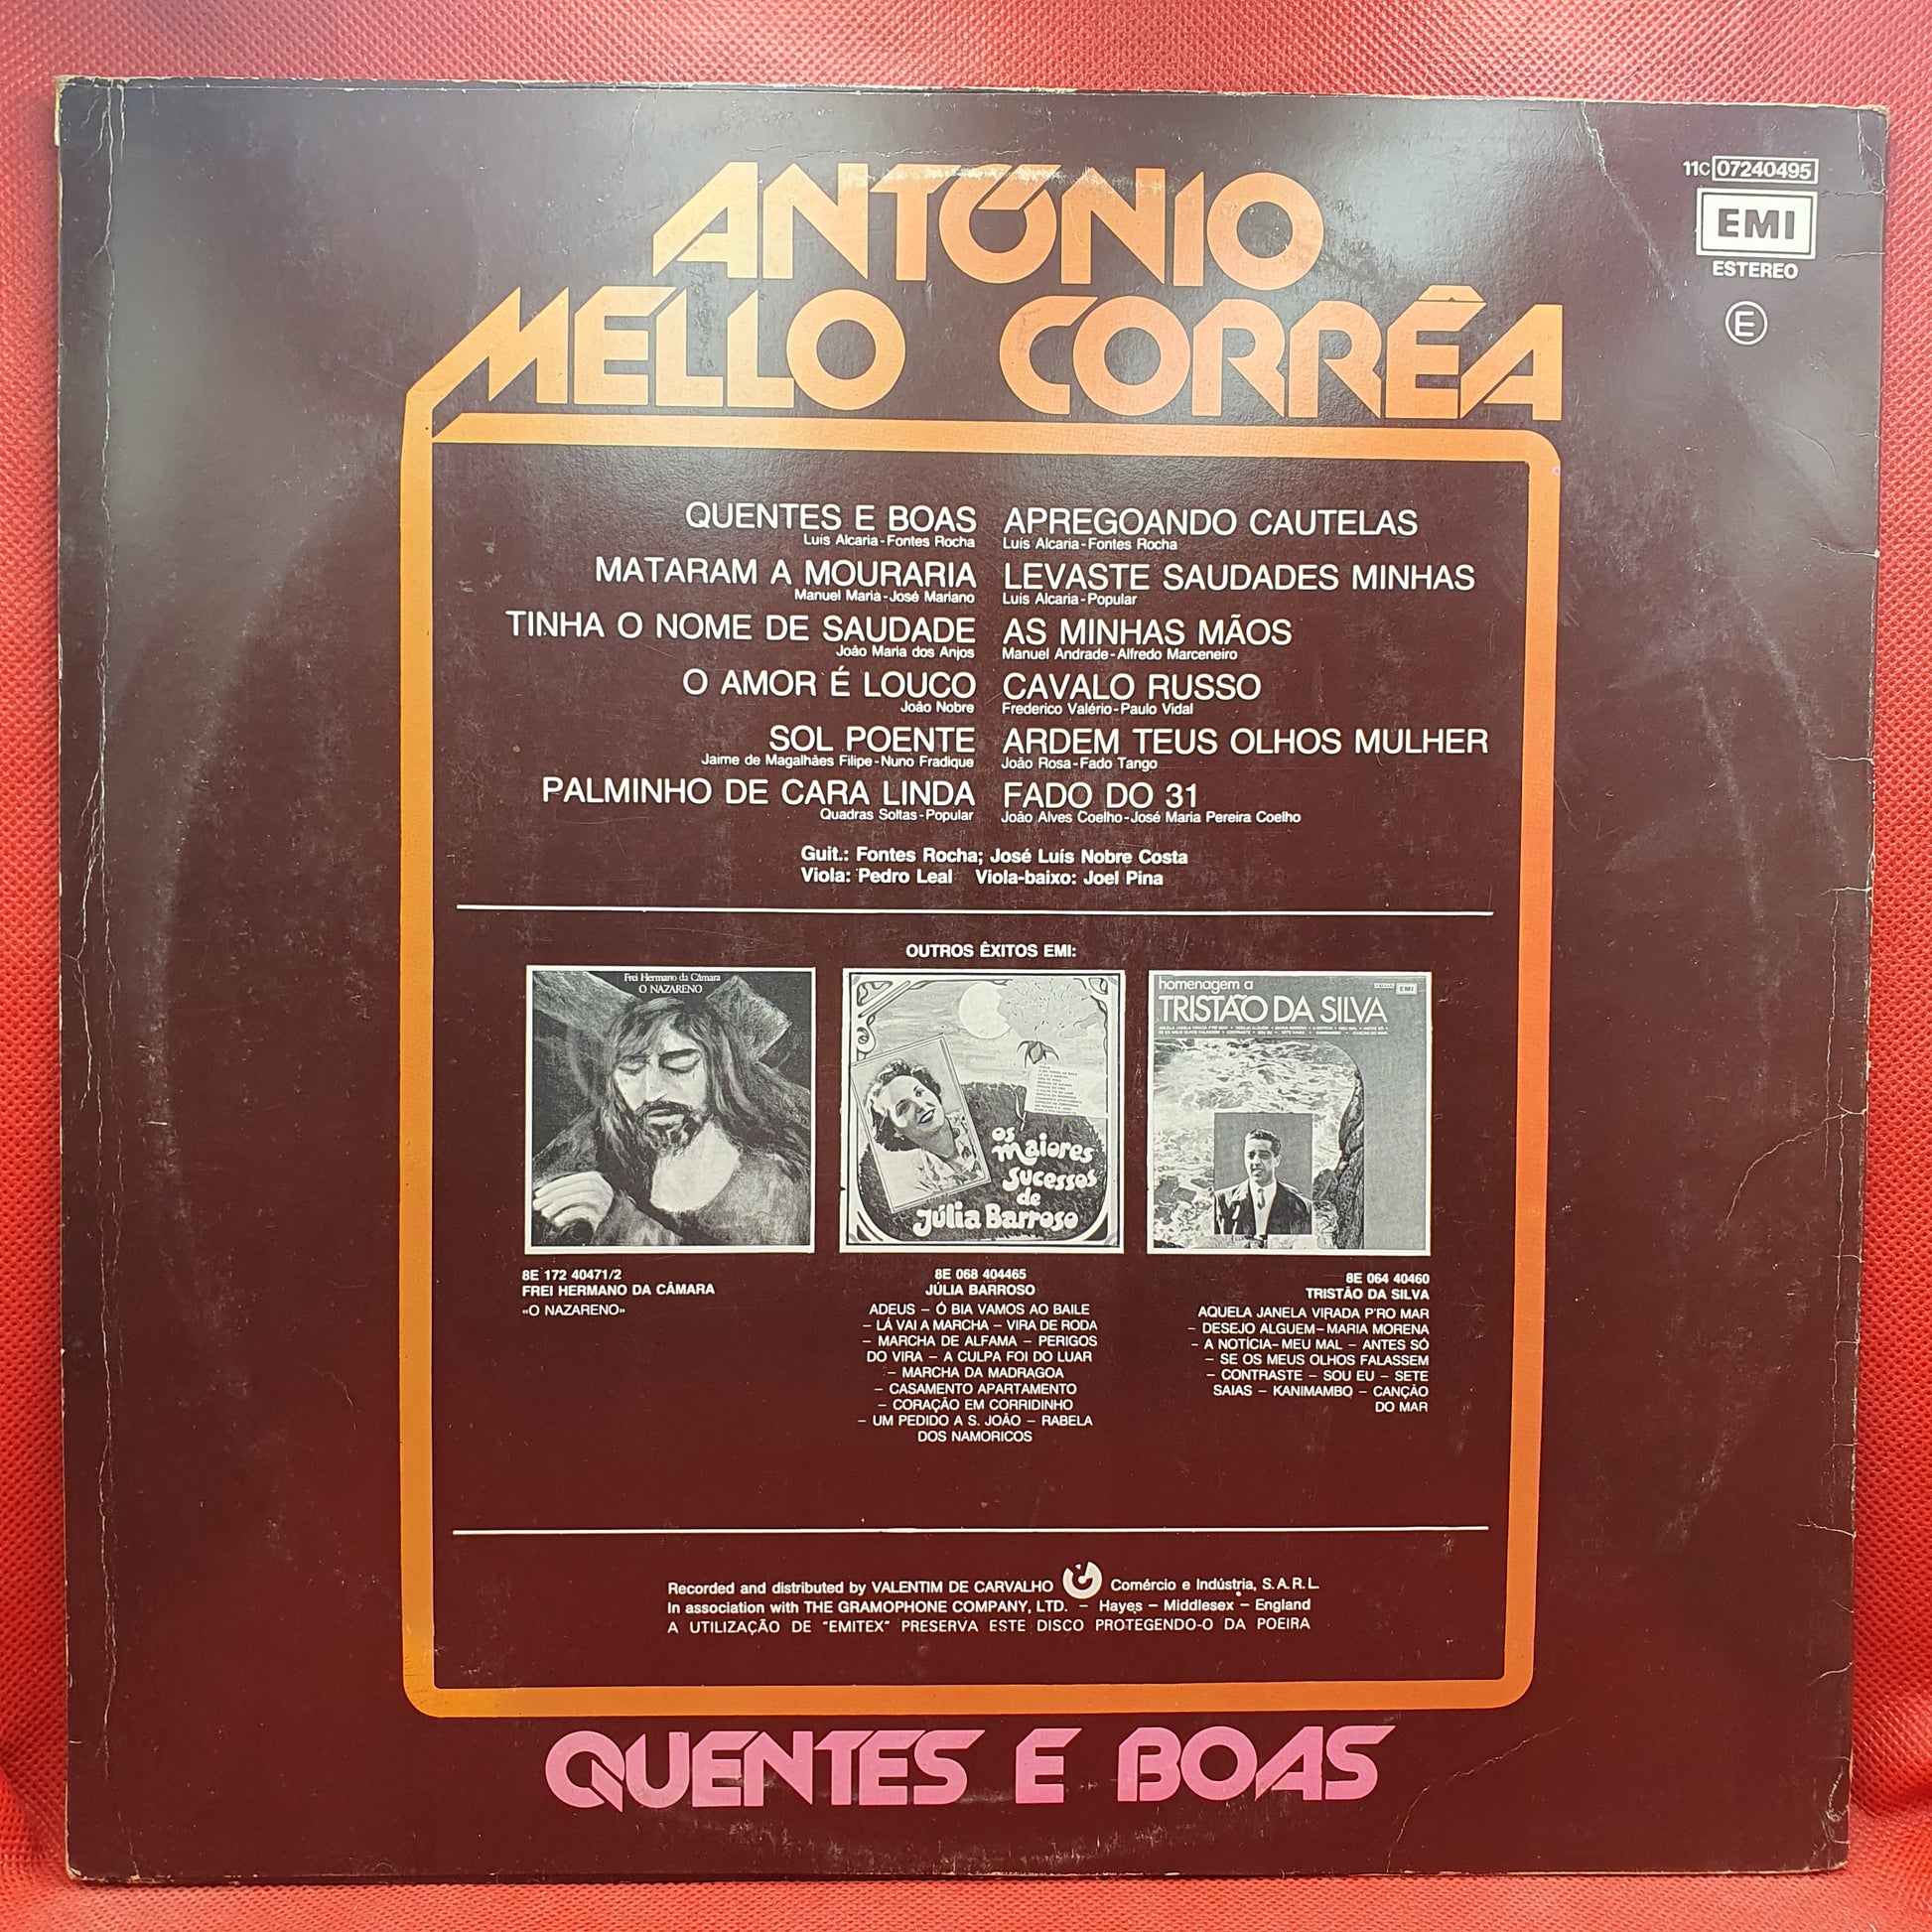 ANTÓNIO
MELLO CORRÊA
11C 07240495
EMI
ESTEREO
E
QUENTES E BOAS
Luís Alcaria-Fontes Rocha
MATARAM A MOURARIA
Manuel Maria-José Mariano
TINHA O NOME DE SAUDADE
João Maria dos Anjos
O AMOR É LOUCO
João Nobre
SOL POENTE
Jaime de Magalhães Filipe-Nuno Fradique
PALMINHO DE CARA LINDA
Quadras Soltas-Popular
APREGOANDO CAUTELAS
Luís Alcaria-Fontes Rocha
LEVASTE SAUDADES MINHAS
Luís Alcaria-Popular
AS MINHAS MÃOS
Manuel Andrade-Alfredo Marceneiro
CAVALO RUSSO
Frederico Valério-Paulo Vidal
ARDEM TEUS OLHOS MULHER
João Rosa-Fado Tango
FADO DO 31
João Alves Coelho-José Maria Pereira Coelho
Guit.: Fontes Rocha; José Luís Nobre Costa
Viola: Pedro Leal Viola-baixo: Joel Pina
OUTROS ÊXITOS EMI:
Frei Hermano da Câmara
O NAZARENO
os
maiores
sucessos
de
Júlia Barroso
homenagem a
TRISTÃO DA SILVA
EMI
8E 172 40471/2
FREI HERMANO DA CÂMARA
«O NAZARENO»
8E 068 404465
JÚLIA BARROSO
ADEUS – Ó BIA VAMOS AO BAILE
– LÁ VAI A MARCHA – VIRA DE RODA
– MARCHA DE ALFAMA – PERIGOS
DO VIRA – A CULPA FOI DO LUAR
– MARCHA DA MADRAGOA
– CASAMENTO APARTAMENTO
– CORAÇÃO EM CORRIDINHO
– UM PEDIDO A S. JOÃO – RABELA
DOS NAMORICOS
8E 064 40460
TRISTÃO DA SILVA
AQUELA JANELA VIRADA P'RO MAR
– DESEJO ALGUEM – MARIA MORENA
– A NOTÍCIA – MEU MAL – ANTES SÓ
– SE OS MEUS OLHOS FALASSEM
– CONTRASTE – SOU EU – SETE
SAIAS – KANIMAMBO – CANÇÃO
DO MAR
Recorded and distributed by VALENTIM DE CARVALHO Comércio e Indústria, S.A.R.L.
In association with THE GRAMOPHONE COMPANY, LTD. – Hayes – Middlesex – England
A UTILIZAÇÃO DE "EMITEX" PRESERVA ESTE DISCO PROTEGENDO-O DA POEIRA
QUENTES E BOAS